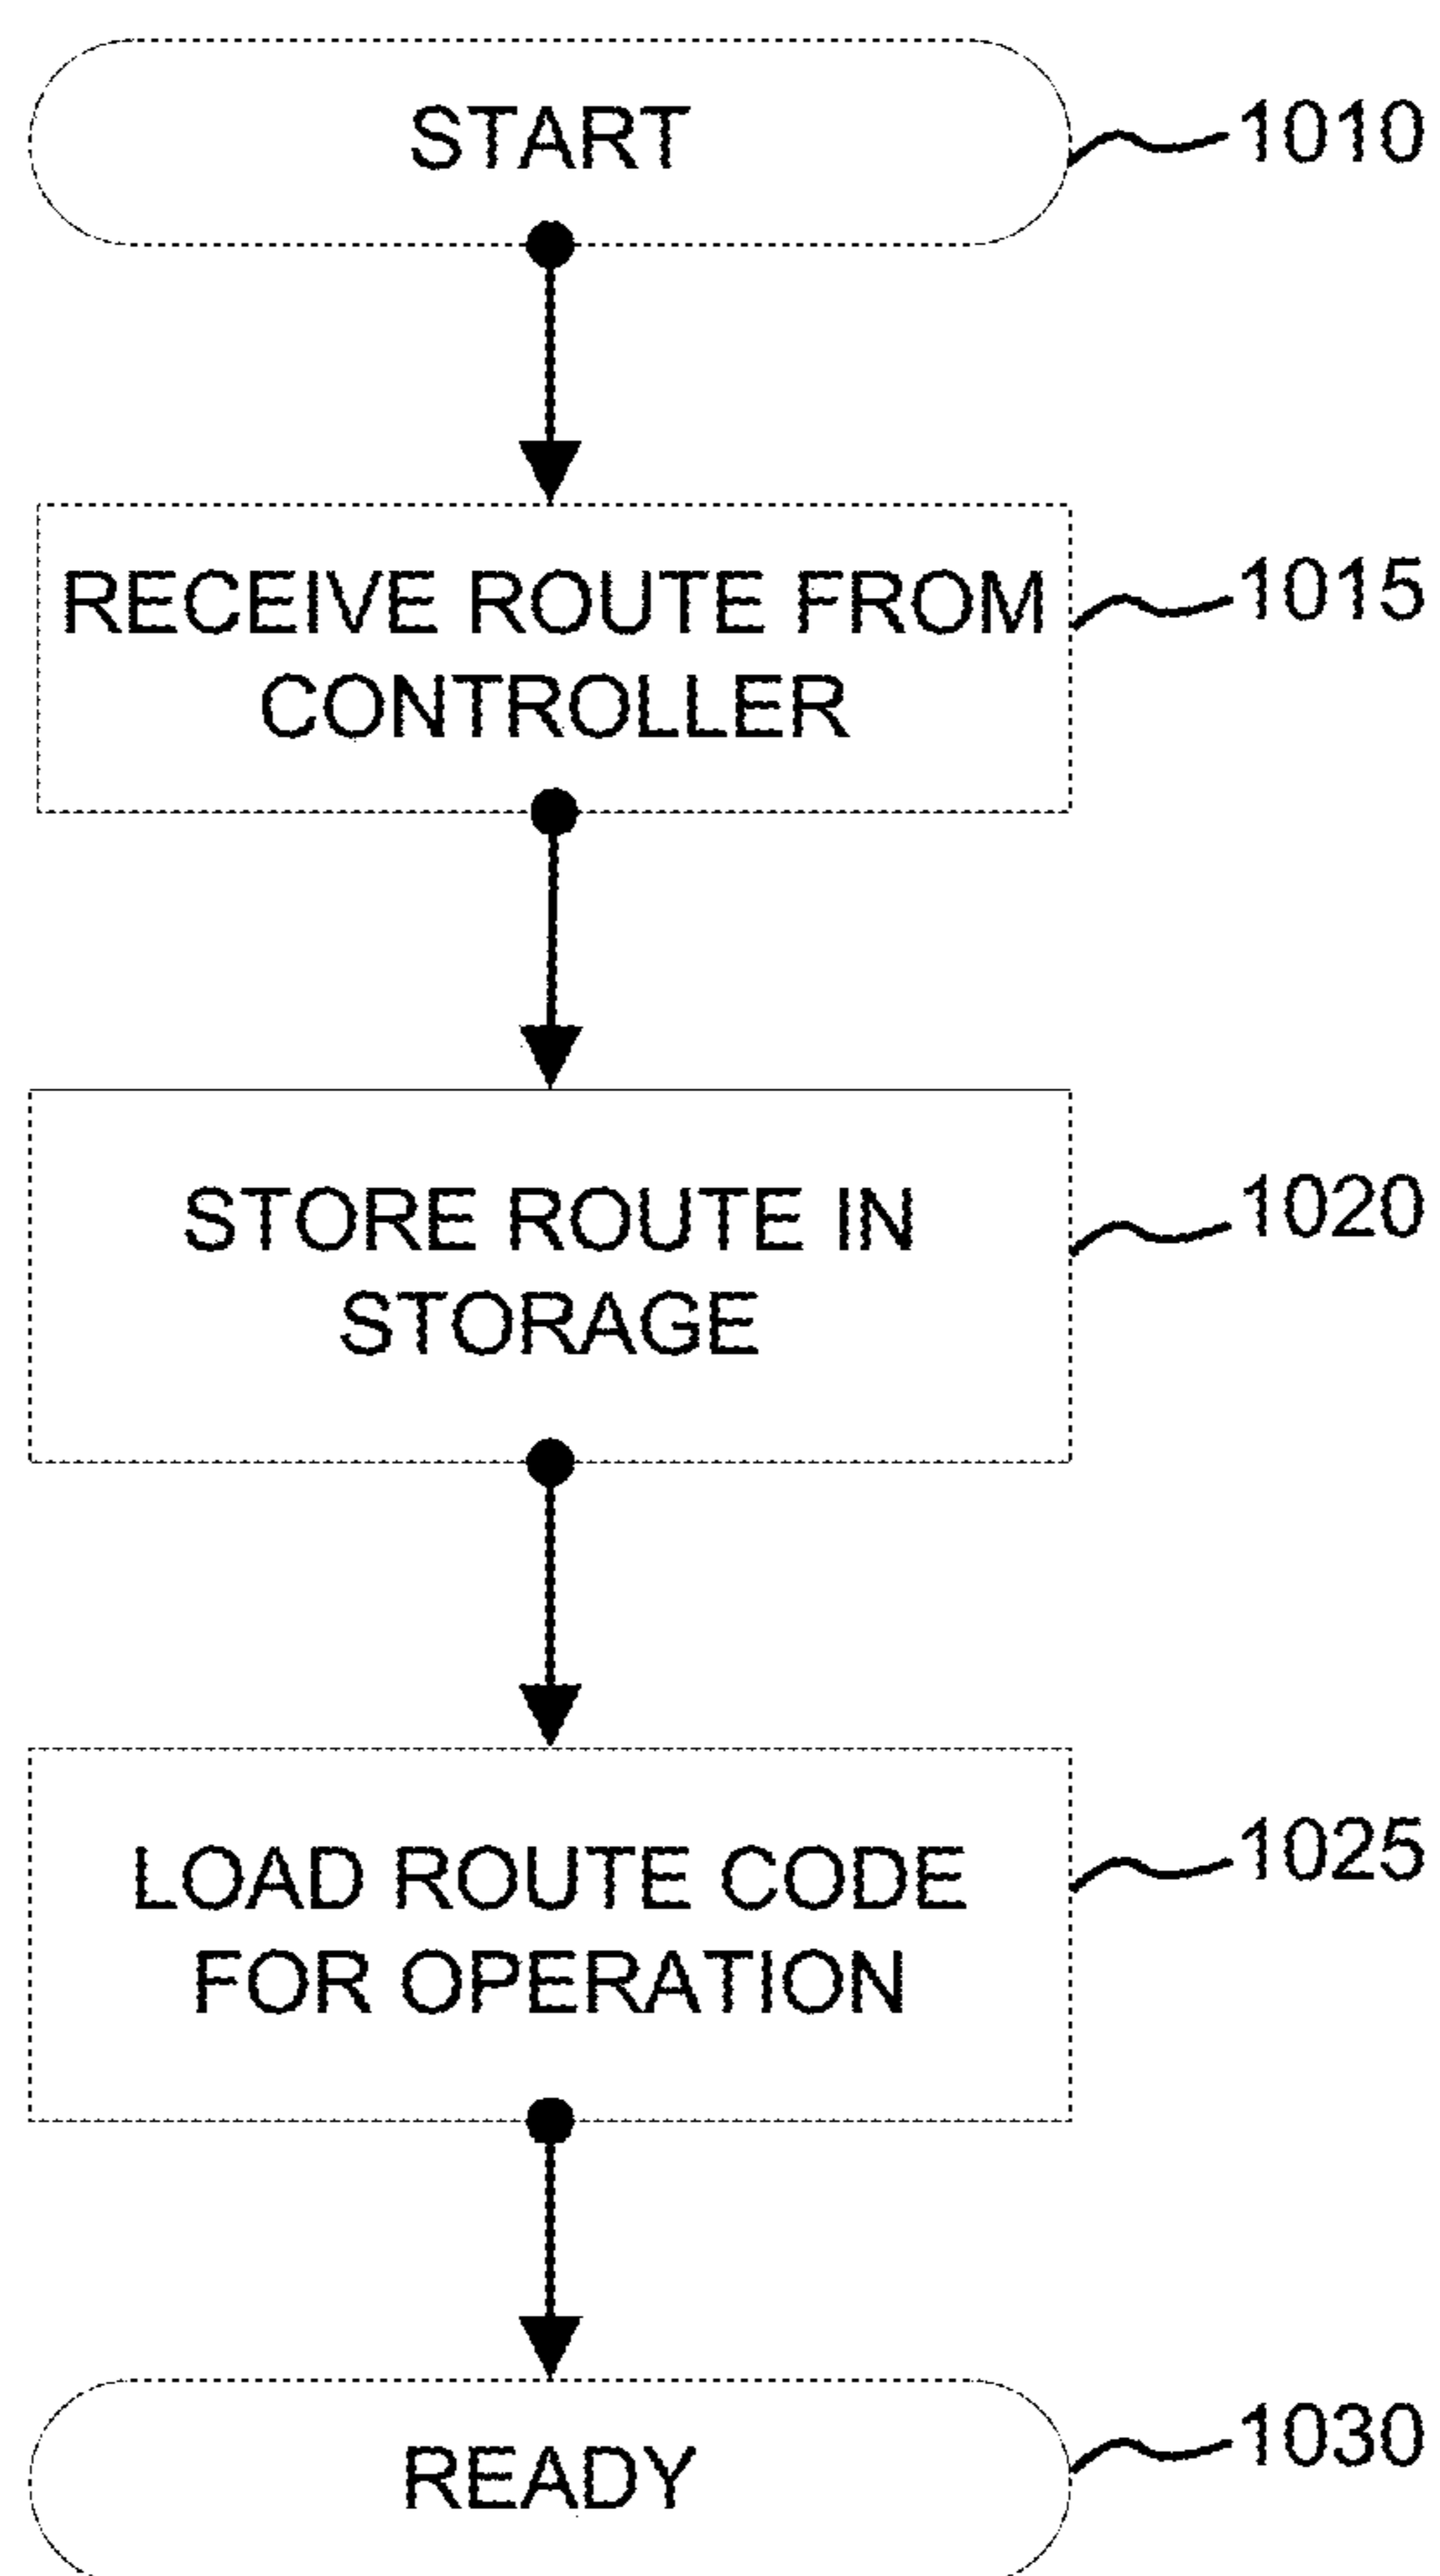 START
1010
RECEIVE ROUTE FROM
CONTROLLER
1015
STORE ROUTE IN
STORAGE
1020
LOAD ROUTE CODE
FOR OPERATION
1025
READY
1030